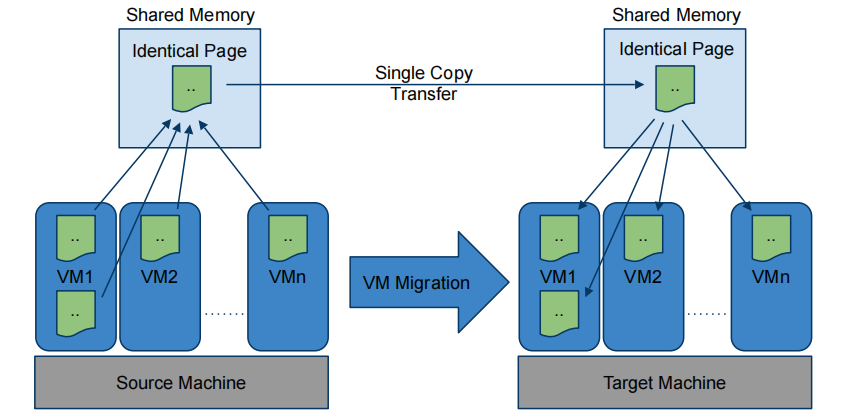 Shared Memory
Identical Page
..
Single Copy
Transfer
Shared Memory
Identical Page
..
..
VM1
..
..
VM2
.......
..
VMn
Source Machine
VM Migration
..
VM1
..
..
VM2
.......
..
VMn
Target Machine